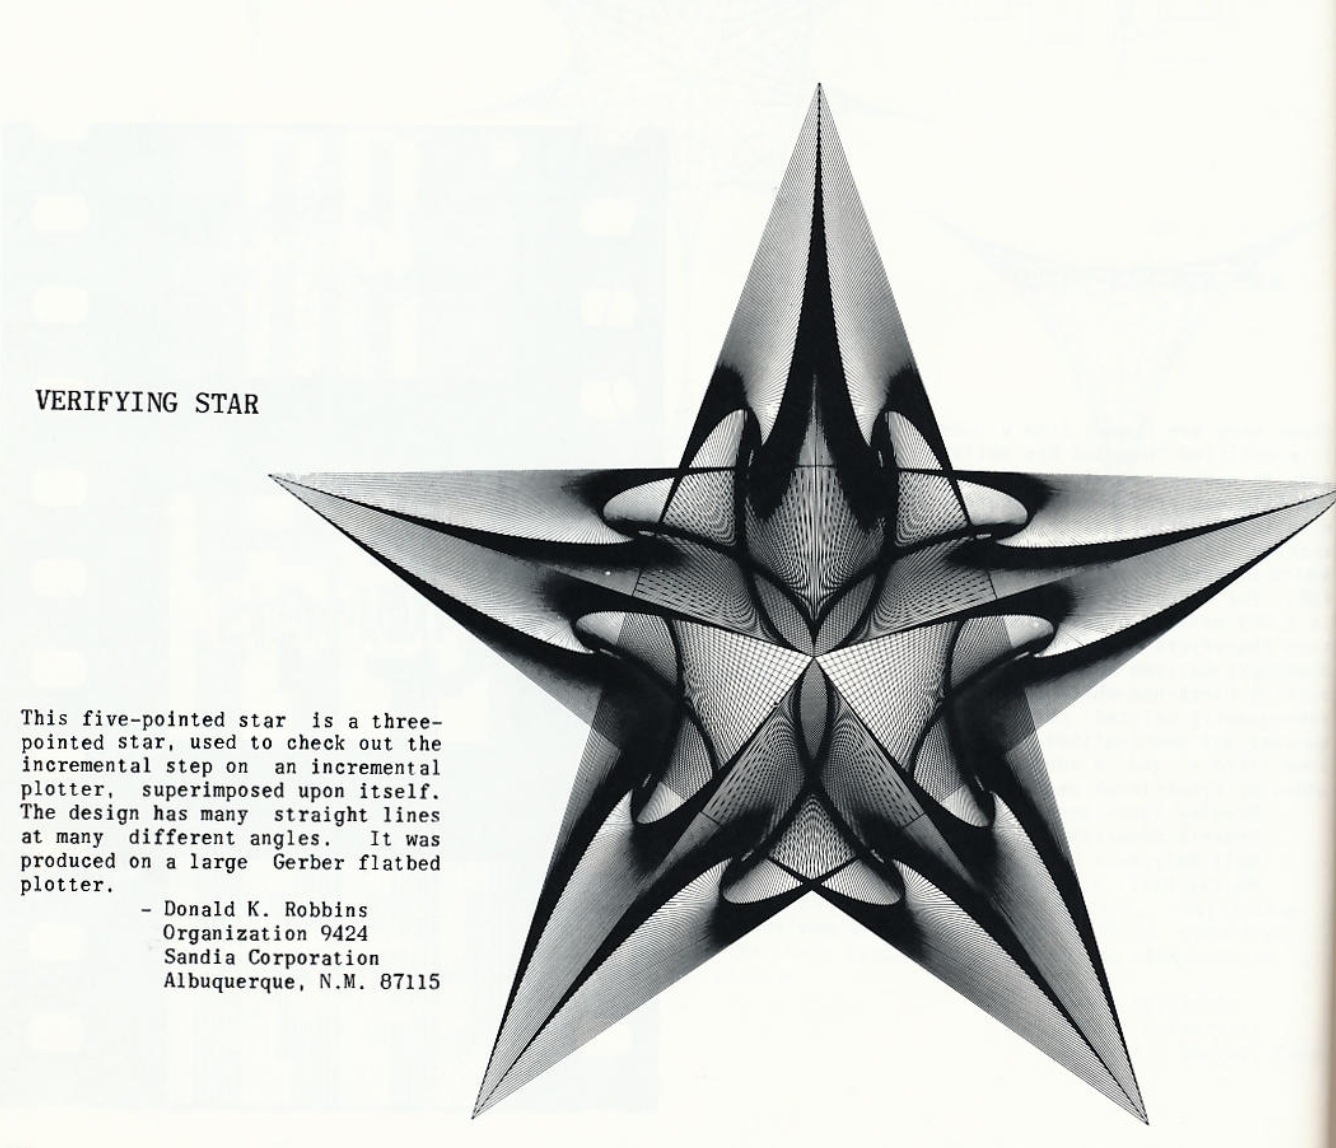 VERIFYING STAR
This five-pointed star is a three-
pointed star, used to check out the
incremental step on an incremental
plotter, superimposed upon itself.
The design has many straight lines
at many different angles. It was
produced on a large Gerber flatbed
plotter.
- Donald K. Robbins
Organization 9424
Sandia Corporation
Albuquerque, N.M. 87115